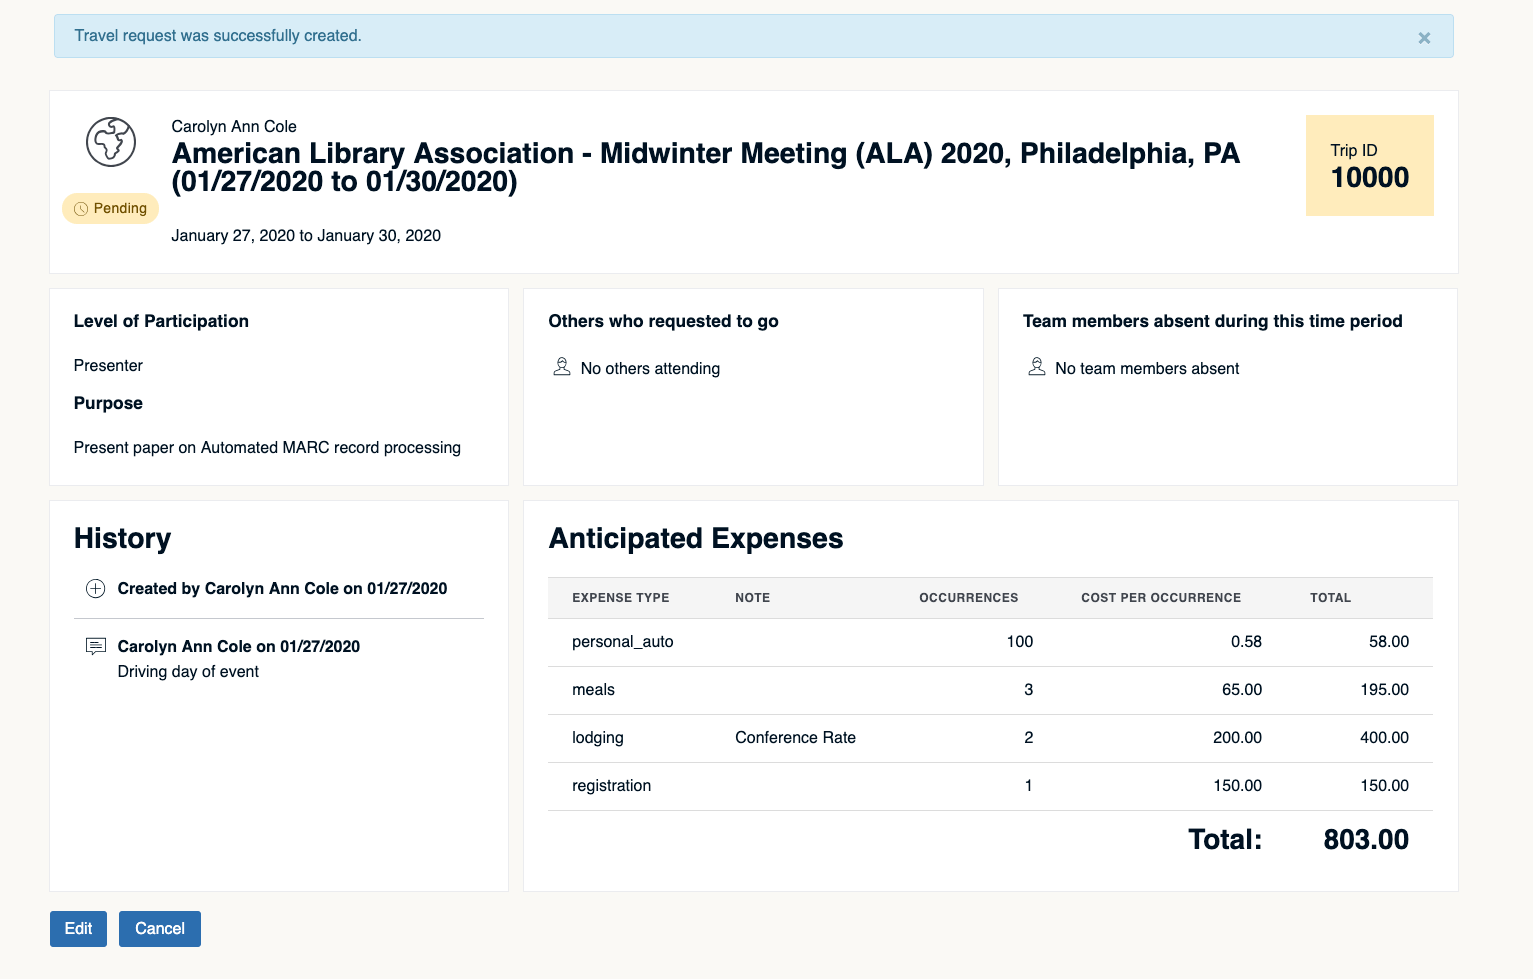 Travel request was successfully created.
×
Carolyn Ann Cole
American Library Association - Midwinter Meeting (ALA) 2020, Philadelphia, PA
(01/27/2020 to 01/30/2020)
Trip ID
10000
Pending
January 27, 2020 to January 30, 2020
Level of Participation
Presenter
Purpose
Present paper on Automated MARC record processing
Others who requested to go
No others attending
Team members absent during this time period
No team members absent
History
Created by Carolyn Ann Cole on 01/27/2020
Carolyn Ann Cole on 01/27/2020
Driving day of event
Anticipated Expenses
EXPENSE TYPE NOTE OCCURRENCES COST PER OCCURRENCE TOTAL
personal_auto 100 0.58 58.00
meals 3 65.00 195.00
lodging Conference Rate 2 200.00 400.00
registration 1 150.00 150.00
Total: 803.00
Edit Cancel